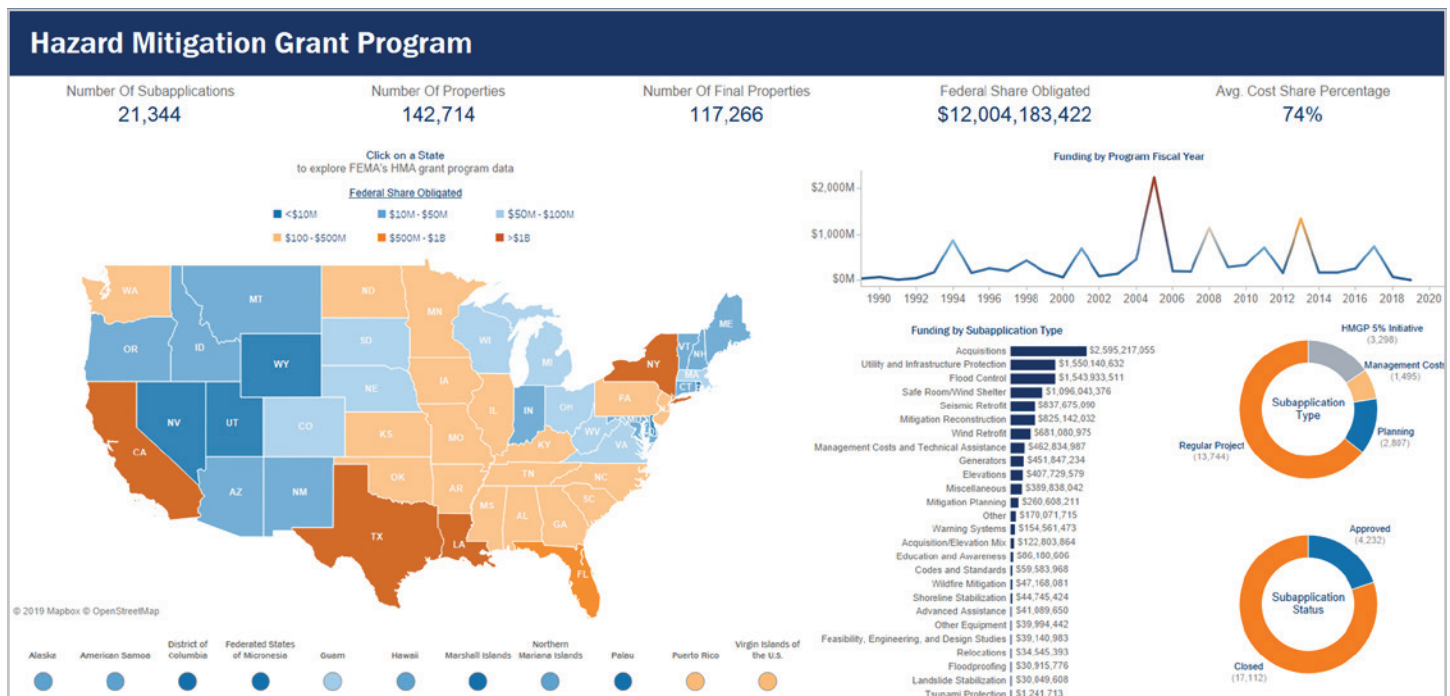 Hazard Mitigation Grant Program
Number Of Subapplications
21,344
Number Of Properties
142,714
Number Of Final Properties
117,266
Federal Share Obligated
$12,004,183,422
Avg. Cost Share Percentage
74%
Click on a State
to explore FEMA's HMA grant program data
Federal Share Obligated
<$10M
$10M - $50M
$50M - $100M
$100 - $500M
$500M - $1B
>$1B
WA
MT
ND
MN
OR
ID
WY
SD
WI
MI
NY
VT
NH
ME
MA
CT
NV
UT
CO
NE
IA
IL
IN
OH
PA
CA
KS
MO
KY
WV
VA
AZ
NM
OK
AR
TN
NC
SC
TX
LA
MS
AL
GA
FL
© 2019 Mapbox © OpenStreetMap
Alaska
American Samoa
District of
Columbia
Federated States
of Micronesia
Guam
Hawaii
Marshall Islands
Northern
Mariana Islands
Palau
Puerto Rico
Virgin Islands of
the U.S.
Funding by Program Fiscal Year
$2,000M
$1,000M
$0M
1990 1992 1994 1996 1998 2000 2002 2004 2006 2008 2010 2012 2014 2016 2018 2020
Funding by Subapplication Type
Acquisitions $2,595,217,055
Utility and Infrastructure Protection $1,550,140,632
Flood Control $1,543,933,511
Safe Room/Wind Shelter $1,096,043,376
Seismic Retrofit $837,675,090
Mitigation Reconstruction $825,142,032
Wind Retrofit $681,080,975
Management Costs and Technical Assistance $462,834,987
Generators $451,847,234
Elevations $407,729,579
Miscellaneous $389,838,042
Mitigation Planning $260,608,211
Other $170,071,715
Warning Systems $154,561,473
Acquisition/Elevation Mix $122,803,864
Education and Awareness $86,180,606
Codes and Standards $59,583,968
Wildfire Mitigation $47,168,081
Shoreline Stabilization $44,745,424
Advanced Assistance $41,089,650
Other Equipment $39,994,442
Feasibility, Engineering, and Design Studies $39,140,983
Relocations $34,545,393
Floodproofing $30,915,776
Landslide Stabilization $30,049,608
Tsunami Protection $1,241,713
HMGP 5% Initiative
(3,298)
Management Costs
(1,495)
Subapplication
Type
Planning
(2,807)
Regular Project
(13,744)
Approved
(4,232)
Subapplication
Status
Closed
(17,112)